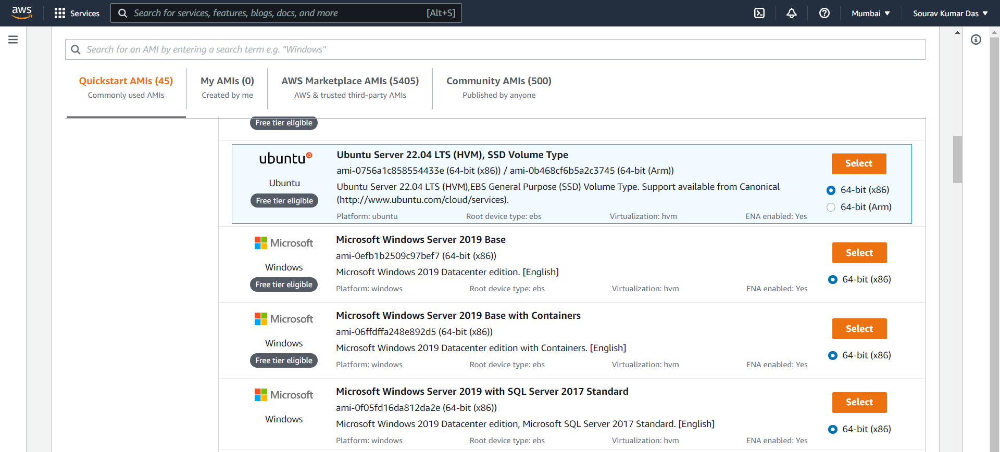 aws Services Search for services, features, blogs, docs, and more [Alt+S] Mumbai ▼ Sourav Kumar Das ▼
Search for an AMI by entering a search term e.g. "Windows"
Quickstart AMIs (45) My AMIs (0) AWS Marketplace AMIs (5405) Community AMIs (500)
Commonly used AMIs Created by me AWS & trusted third-party AMIs Published by anyone
Free tier eligible
ubuntu
Ubuntu
Free tier eligible
Ubuntu Server 22.04 LTS (HVM), SSD Volume Type
ami-0756a1c858554433e (64-bit (x86)) / ami-0b468cf6b5a2c3745 (64-bit (Arm))
Ubuntu Server 22.04 LTS (HVM),EBS General Purpose (SSD) Volume Type. Support available from Canonical
(http://www.ubuntu.com/cloud/services).
Platform: ubuntu Root device type: ebs Virtualization: hvm ENA enabled: Yes
Select
64-bit (x86)
64-bit (Arm)
Microsoft
Windows
Free tier eligible
Microsoft Windows Server 2019 Base
ami-0efb1b2509c97bef7 (64-bit (x86))
Microsoft Windows 2019 Datacenter edition. [English]
Platform: windows Root device type: ebs Virtualization: hvm ENA enabled: Yes
Select
64-bit (x86)
Microsoft
Windows
Free tier eligible
Microsoft Windows Server 2019 Base with Containers
ami-06ffdffa248e892d5 (64-bit (x86))
Microsoft Windows 2019 Datacenter edition with Containers. [English]
Platform: windows Root device type: ebs Virtualization: hvm ENA enabled: Yes
Select
64-bit (x86)
Microsoft
Windows
Microsoft Windows Server 2019 with SQL Server 2017 Standard
ami-0f05fd16da812da2e (64-bit (x86))
Microsoft Windows 2019 Datacenter edition, Microsoft SQL Server 2017 Standard. [English]
Platform: windows Root device type: ebs Virtualization: hvm ENA enabled: Yes
Select
64-bit (x86)